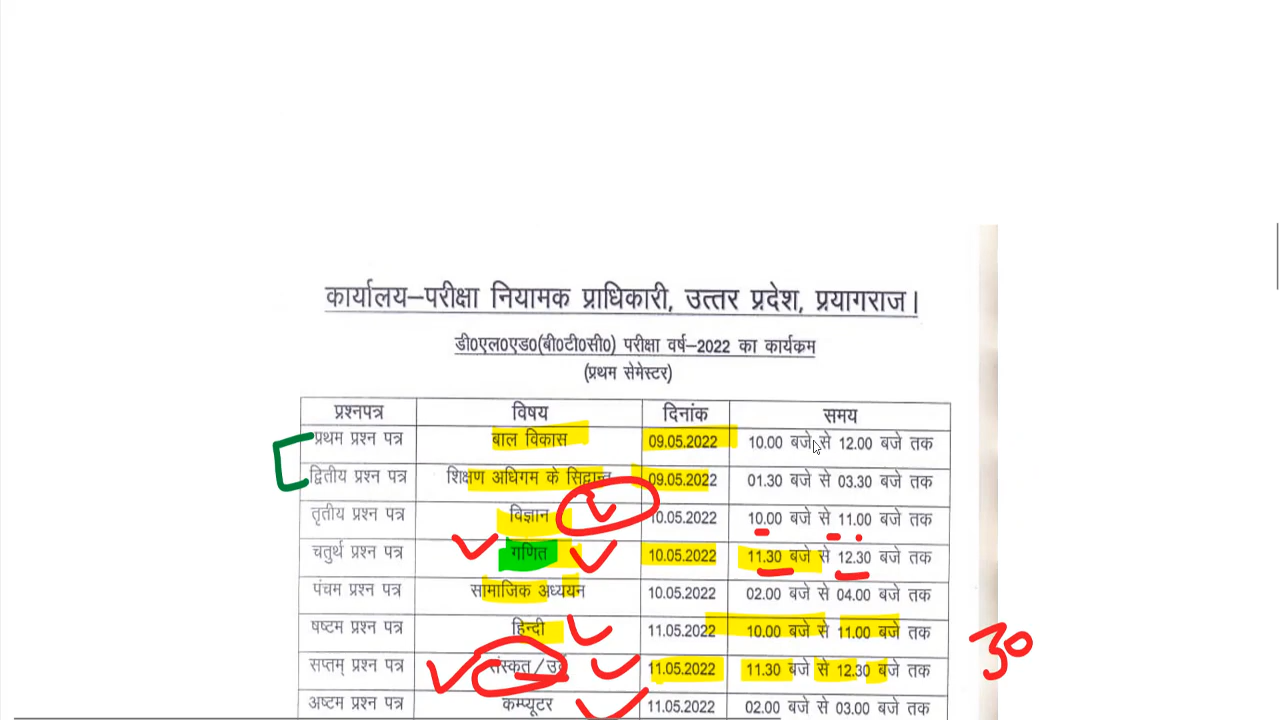 कार्यालय–परीक्षा नियामक प्राधिकारी, उत्तर प्रदेश, प्रयागराज।
डी०एल०एड०(बी०टी०सी०) परीक्षा वर्ष–2022 का कार्यक्रम
(प्रथम सेमेस्टर)
प्रश्नपत्र विषय दिनांक समय
प्रथम प्रश्न पत्र बाल विकास 09.05.2022 10.00 बजे से 12.00 बजे तक
द्वितीय प्रश्न पत्र शिक्षण अधिगम के सिद्धान्त 09.05.2022 01.30 बजे से 03.30 बजे तक
तृतीय प्रश्न पत्र विज्ञान 10.05.2022 10.00 बजे से 11.00 बजे तक
चतुर्थ प्रश्न पत्र गणित 10.05.2022 11.30 बजे से 12.30 बजे तक
पंचम प्रश्न पत्र सामाजिक अध्ययन 10.05.2022 02.00 बजे से 04.00 बजे तक
षष्टम प्रश्न पत्र हिन्दी 11.05.2022 10.00 बजे से 11.00 बजे तक
सप्तम् प्रश्न पत्र संस्कृत/उर्दू 11.05.2022 11.30 बजे से 12.30 बजे तक
अष्टम प्रश्न पत्र कम्प्यूटर 11.05.2022 02.00 बजे से 03.00 बजे तक
30